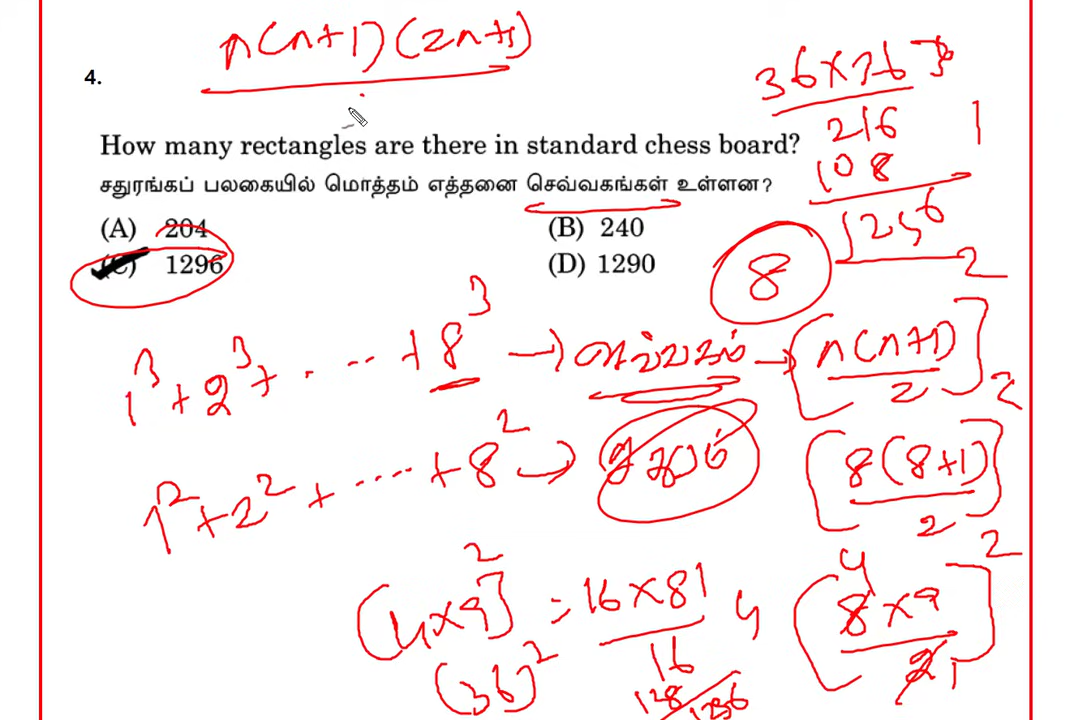 n(n+1)(2n+1)
4.
36×36
216
108
How many rectangles are there in standard chess board?
சதுரங்கப் பலகையில் மொத்தம் எத்தனை செவ்வகங்கள் உள்ளன?
(A) 204
(B) 240
(C) 1296
(D) 1290
8
1³+2³+...+8³ → செவ்வகம் → [n(n+1)/2]²
1²+2²+...+8² →
[8(8+1)/2]²
[8×9/2]²
(4×9)² = 16×81
(36)²
16
128